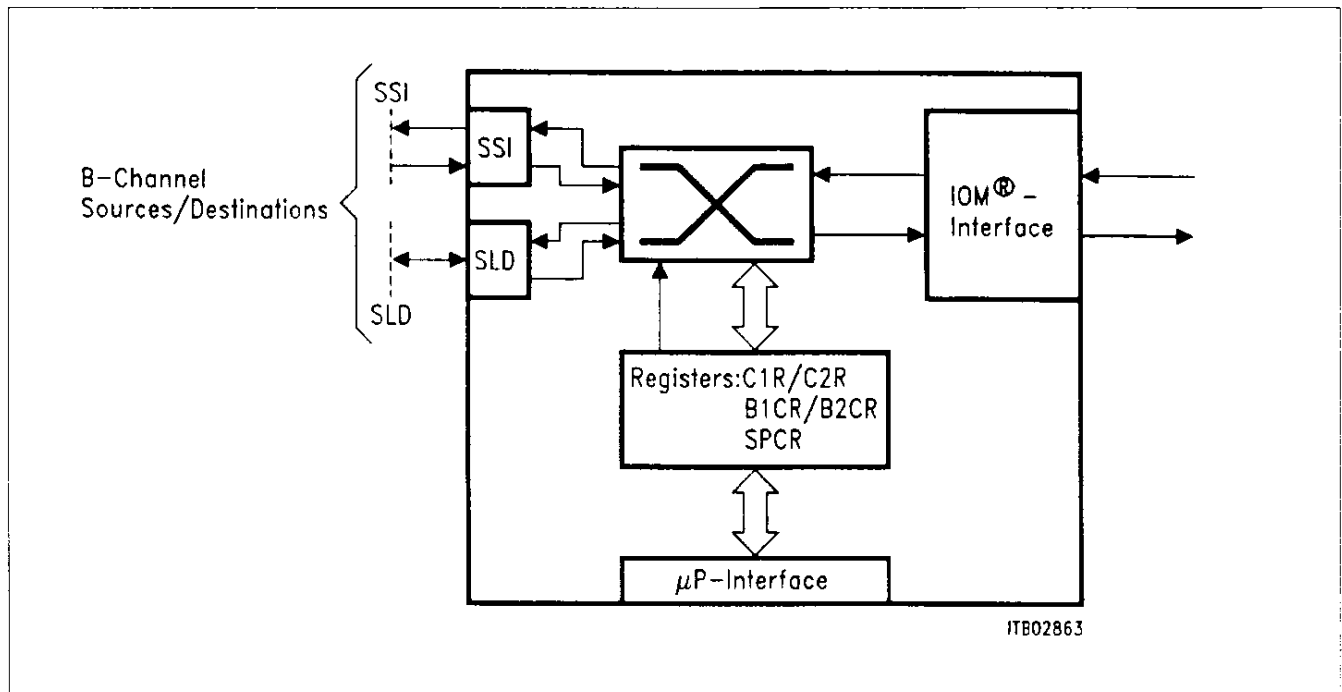 SSI
SSI
B-Channel
Sources/Destinations
SLD
SLD
IOM® -
Interface
Registers:C1R/C2R
B1CR/B2CR
SPCR
μP-Interface
ITB02863